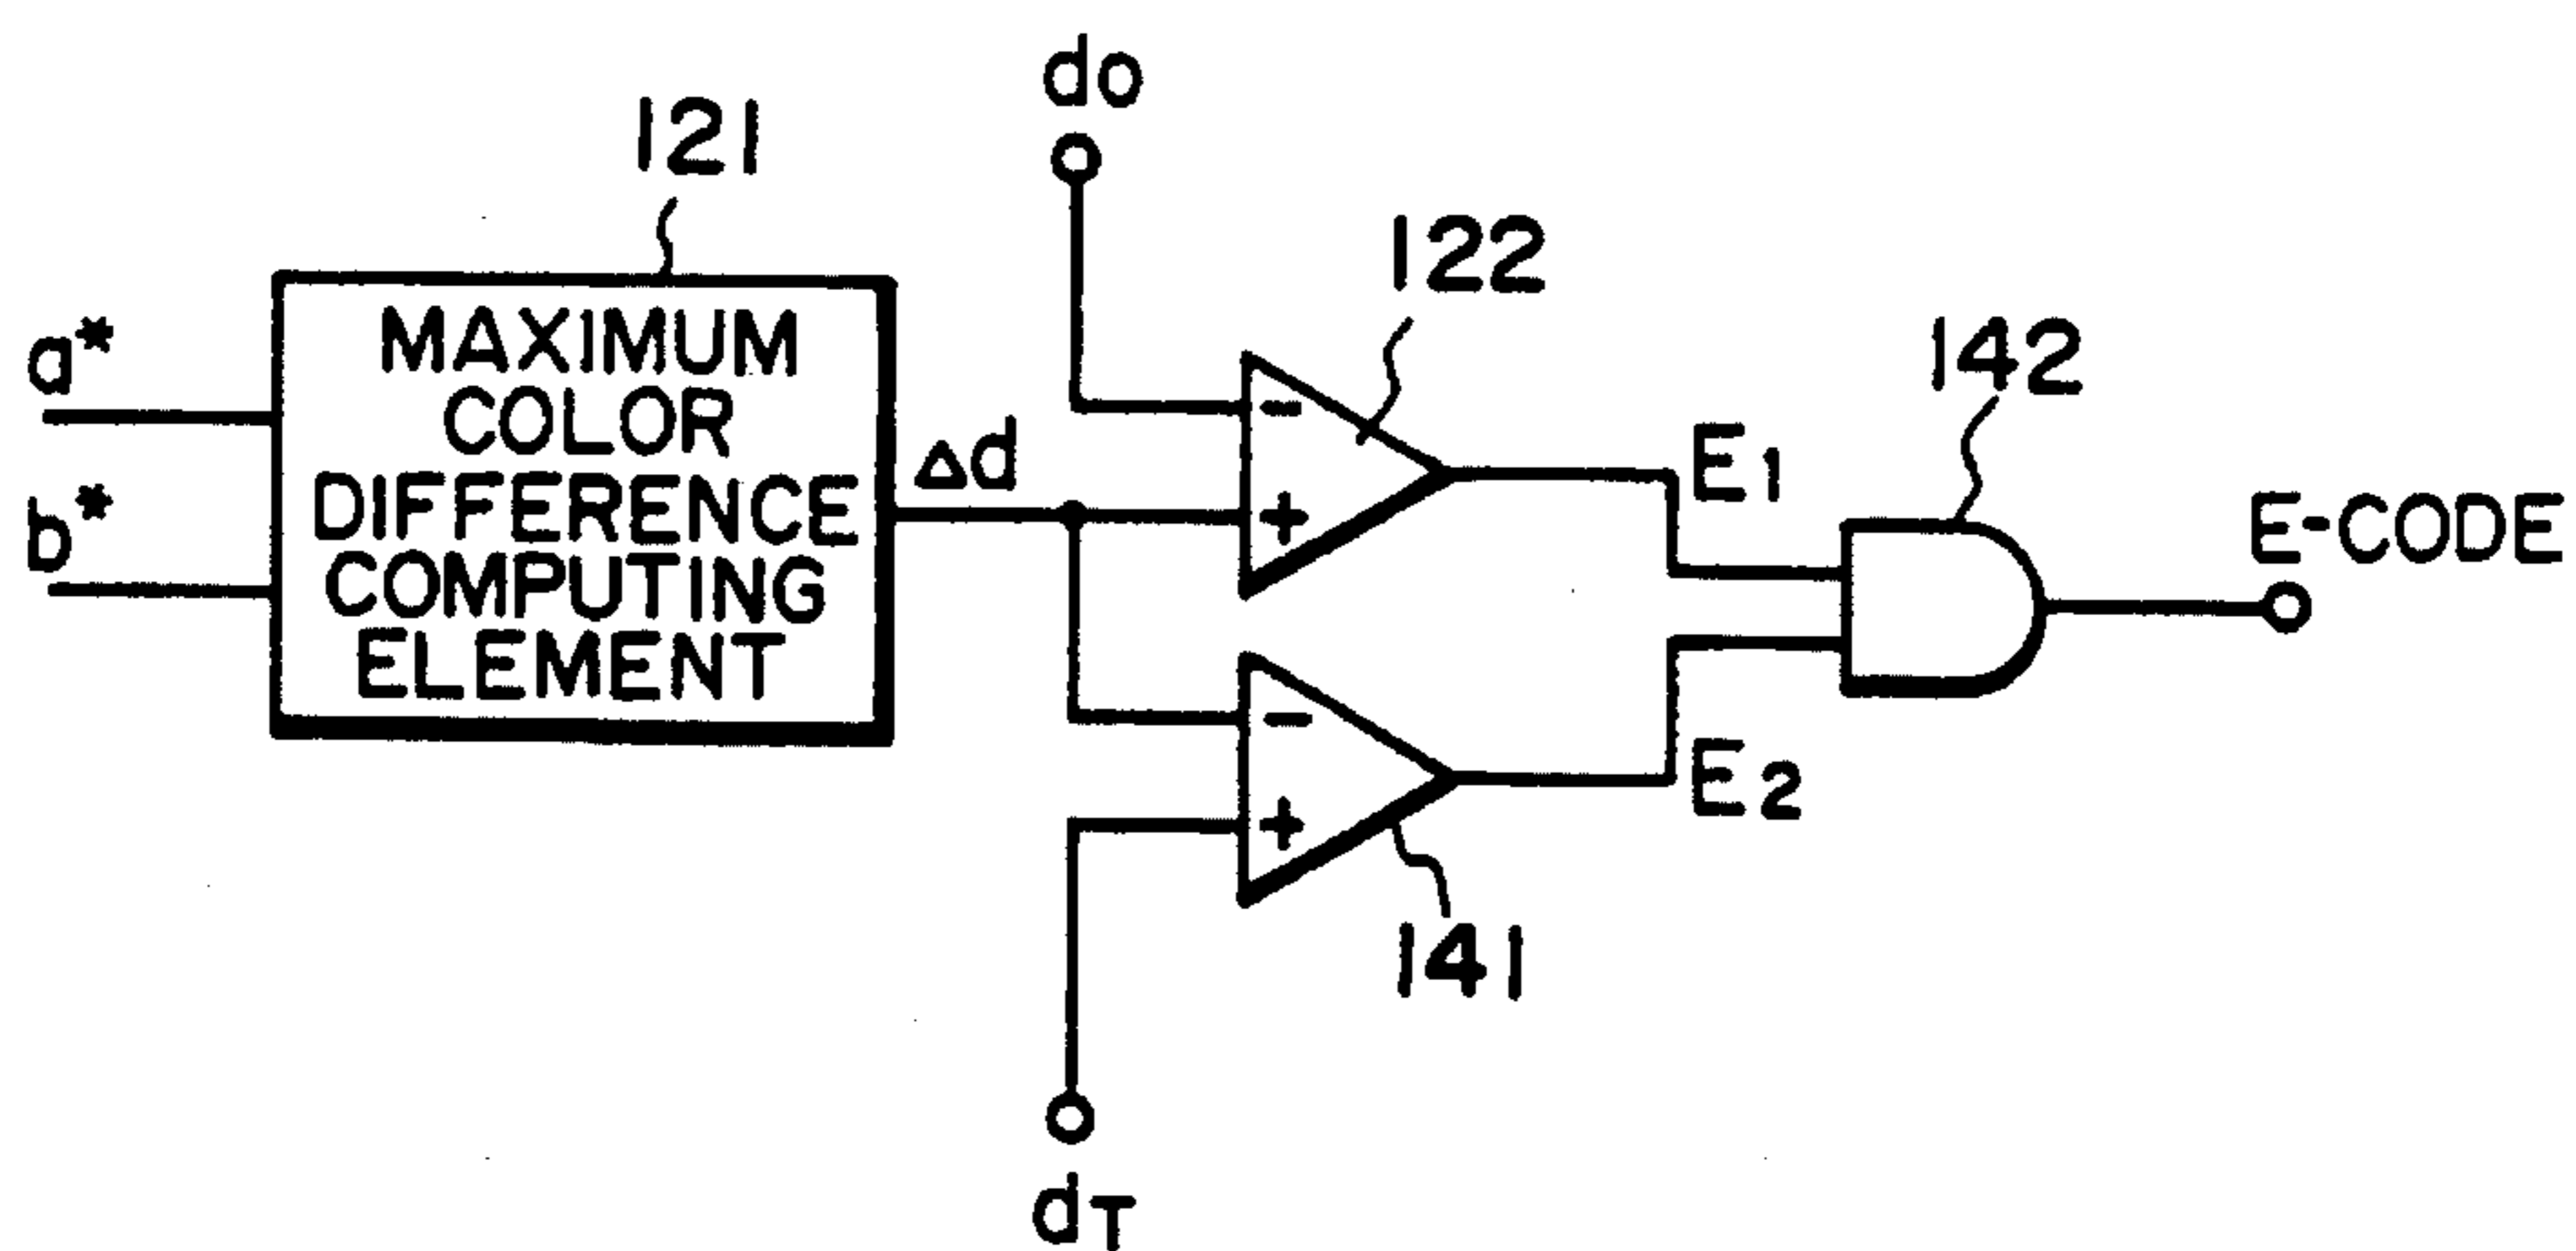 121
do
122
142
a*
b*
MAXIMUM
COLOR
DIFFERENCE
COMPUTING
ELEMENT
Δd
-
+
E1
E-CODE
-
+
E2
141
dT